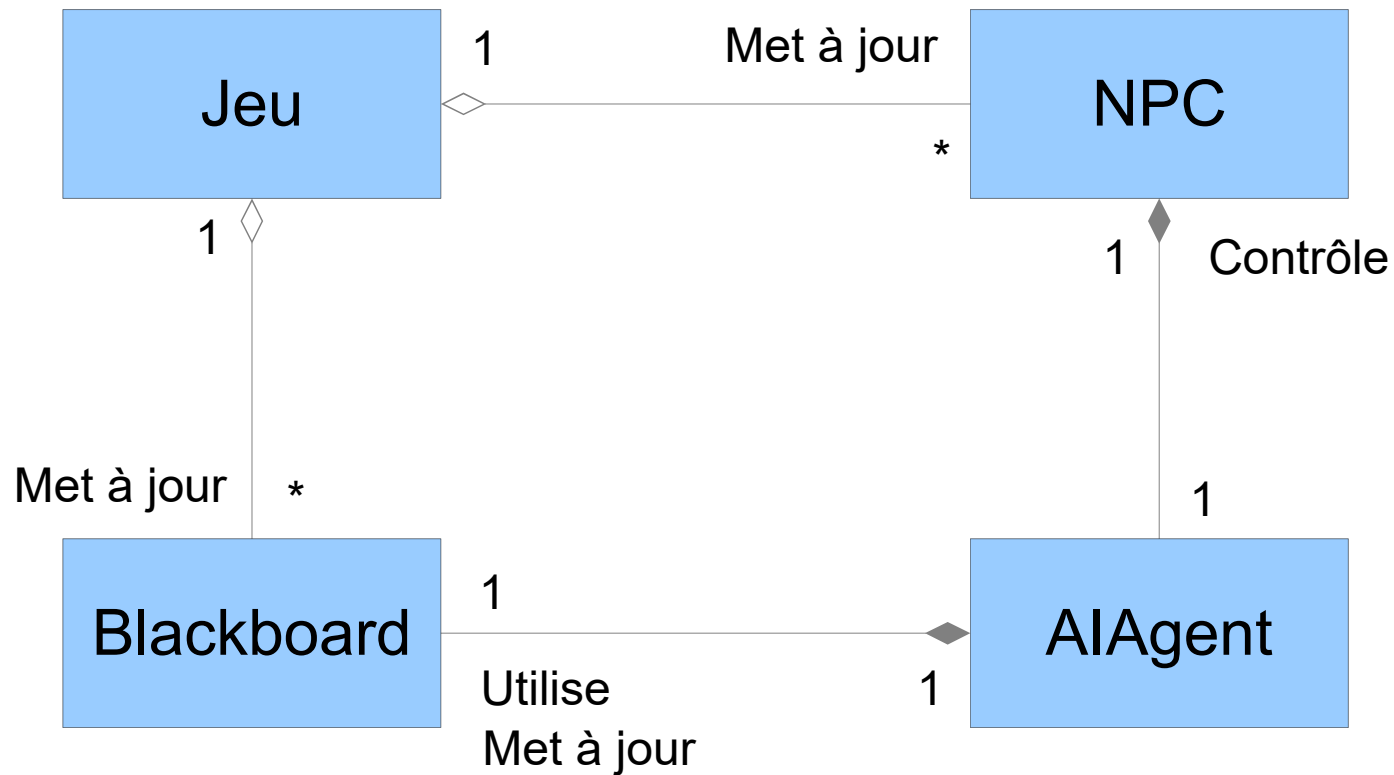 1
Met à jour
Jeu
NPC
*
1
1
Contrôle
Met à jour
*
1
1
Blackboard
AIAgent
Utilise
1
Met à jour